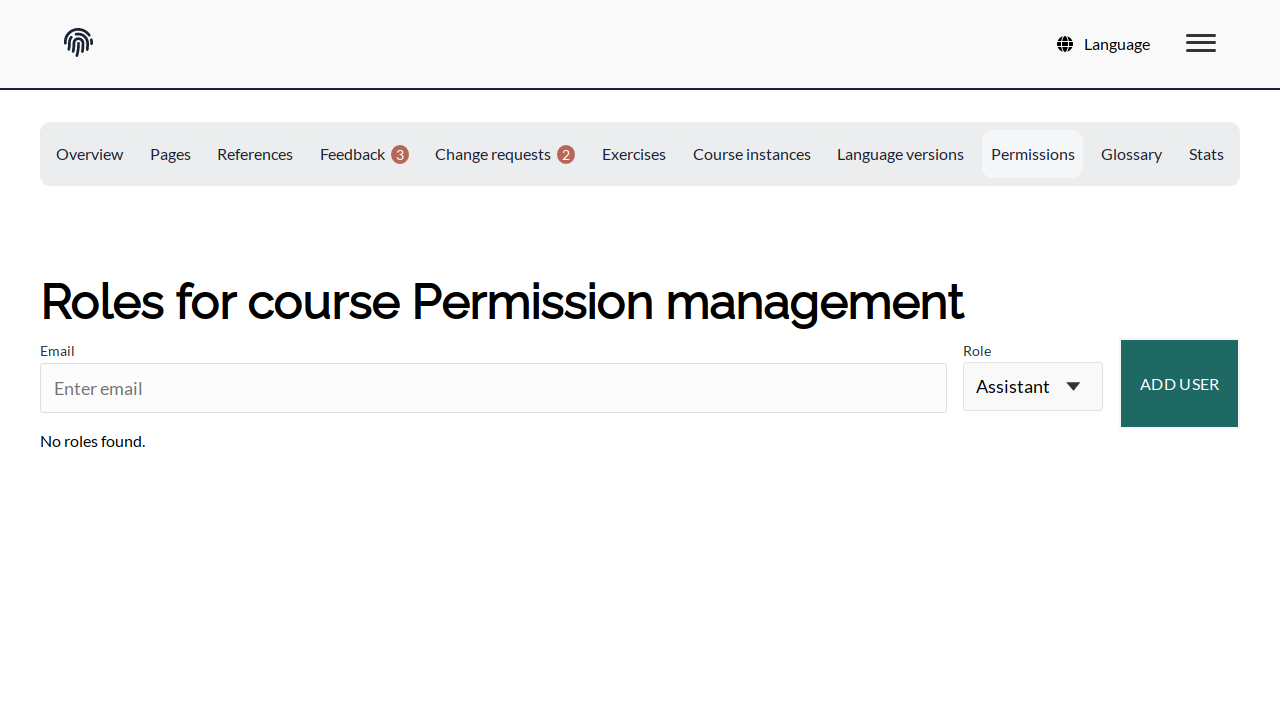 Language
Overview Pages References Feedback 3 Change requests 2 Exercises Course instances Language versions Permissions Glossary Stats
Roles for course Permission management
Email Role
Enter email Assistant ADD USER
No roles found.